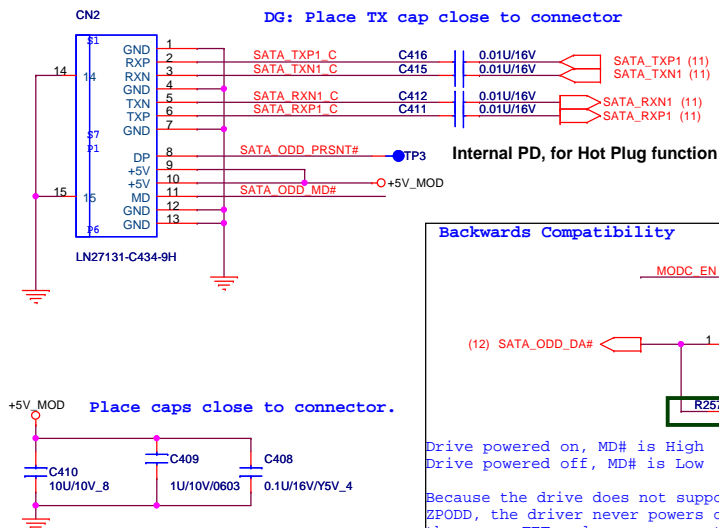 CN2
DG: Place TX cap close to connector
S1
GND 1
RXP 2 SATA_TXP1_C C416 0.01U/16V SATA_TXP1 (11)
14 14 RXN 3 SATA_TXN1_C C415 0.01U/16V SATA_TXN1 (11)
GND 4
TXN 5 SATA_RXN1_C C412 0.01U/16V SATA_RXN1 (11)
TXP 6 SATA_RXP1_C C411 0.01U/16V SATA_RXP1 (11)
S7 GND 7
P1
DP 8 SATA_ODD_PRSNT# TP3 Internal PD, for Hot Plug function
+5V 9
+5V 10 +5V_MOD
15 15 MD 11 SATA_ODD_MD#
GND 12
GND 13
P6
LN27131-C434-9H
Backwards Compatibility
MODC_EN
(12) SATA_ODD_DA# 1
+5V_MOD Place caps close to connector.
C410 10U/10V_8
C409 1U/10V/0603
C408 0.1U/16V/Y5V_4
R257
Drive powered on, MD# is High
Drive powered off, MD# is Low
Because the drive does not
ZPODD, the driver never powers